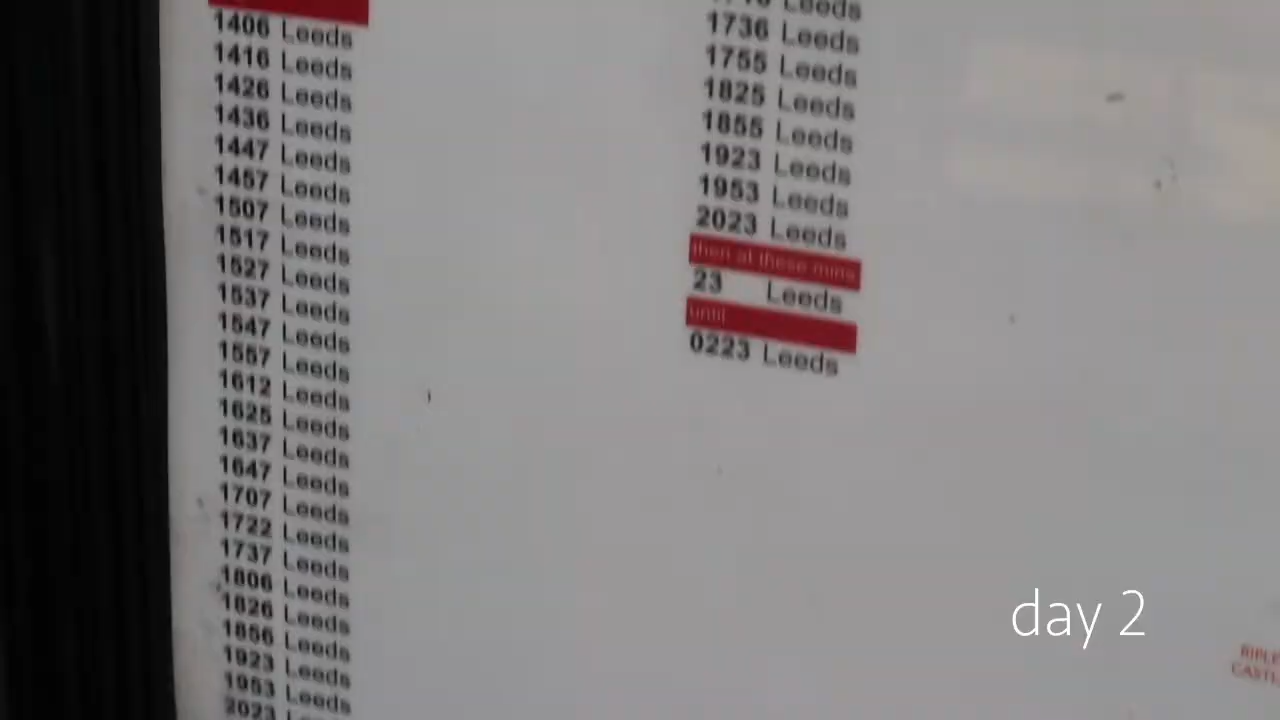 1406 Leeds
1416 Leeds
1426 Leeds
1436 Leeds
1447 Leeds
1457 Leeds
1507 Leeds
1517 Leeds
1527 Leeds
1537 Leeds
1547 Leeds
1557 Leeds
1612 Leeds
1625 Leeds
1637 Leeds
1647 Leeds
1707 Leeds
1722 Leeds
1737 Leeds
1806 Leeds
1826 Leeds
1856 Leeds
1923 Leeds
1953 Leeds
2023
Leeds
1736 Leeds
1755 Leeds
1825 Leeds
1855 Leeds
1923 Leeds
1953 Leeds
2023 Leeds
then at these mins
23 Leeds
until
0223 Leeds
day 2